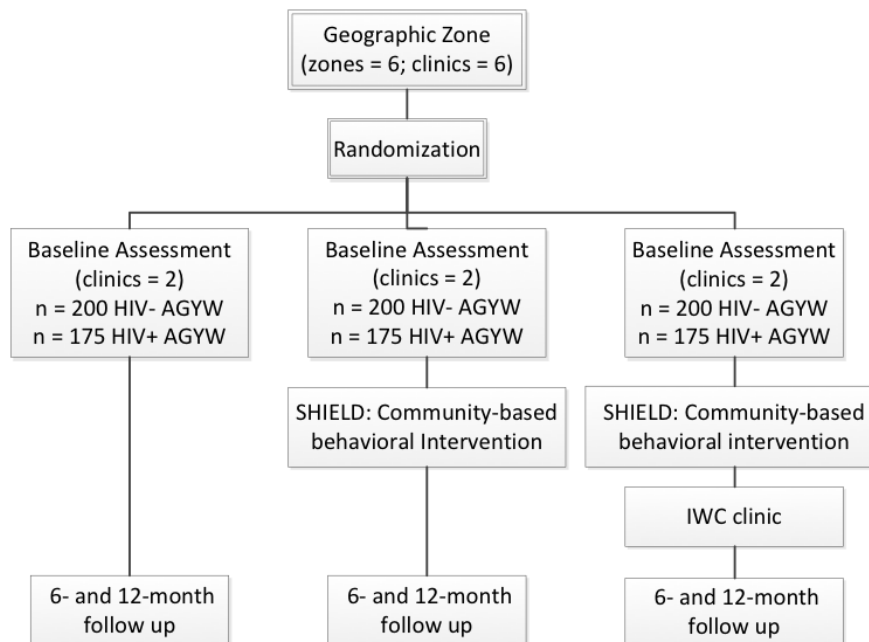 Geographic Zone
(zones = 6; clinics = 6)
Randomization
Baseline Assessment
(clinics = 2)
n = 200 HIV- AGYW
n = 175 HIV+ AGYW
Baseline Assessment
(clinics = 2)
n = 200 HIV- AGYW
n = 175 HIV+ AGYW
Baseline Assessment
(clinics = 2)
n = 200 HIV- AGYW
n = 175 HIV+ AGYW
SHIELD: Community-based
behavioral Intervention
SHIELD: Community-based
behavioral intervention
IWC clinic
6- and 12-month
follow up
6- and 12-month
follow up
6- and 12-month
follow up